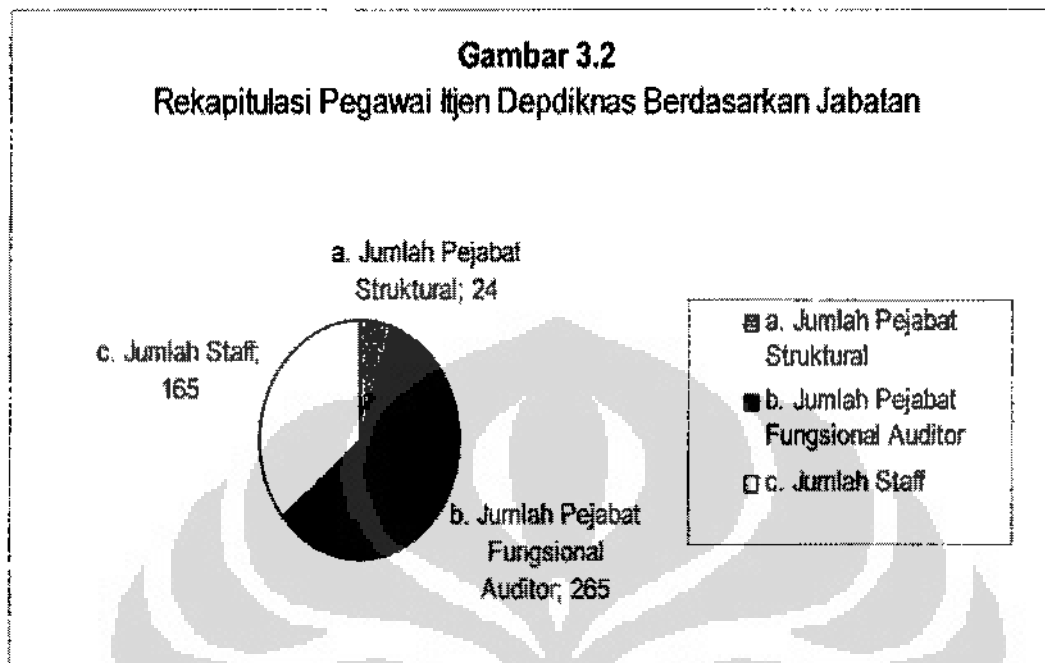 Gambar 3.2
Rekapitulasi Pegawai Itjen Depdiknas Berdasarkan Jabatan
a. Jumlah Pejabat
Struktural; 24
c. Jumlah Staff;
165
b. Jumlah Pejabat
Fungsional
Auditor; 265
a. Jumlah Pejabat
Struktural
b. Jumlah Pejabat
Fungsional Auditor
c. Jumlah Staff